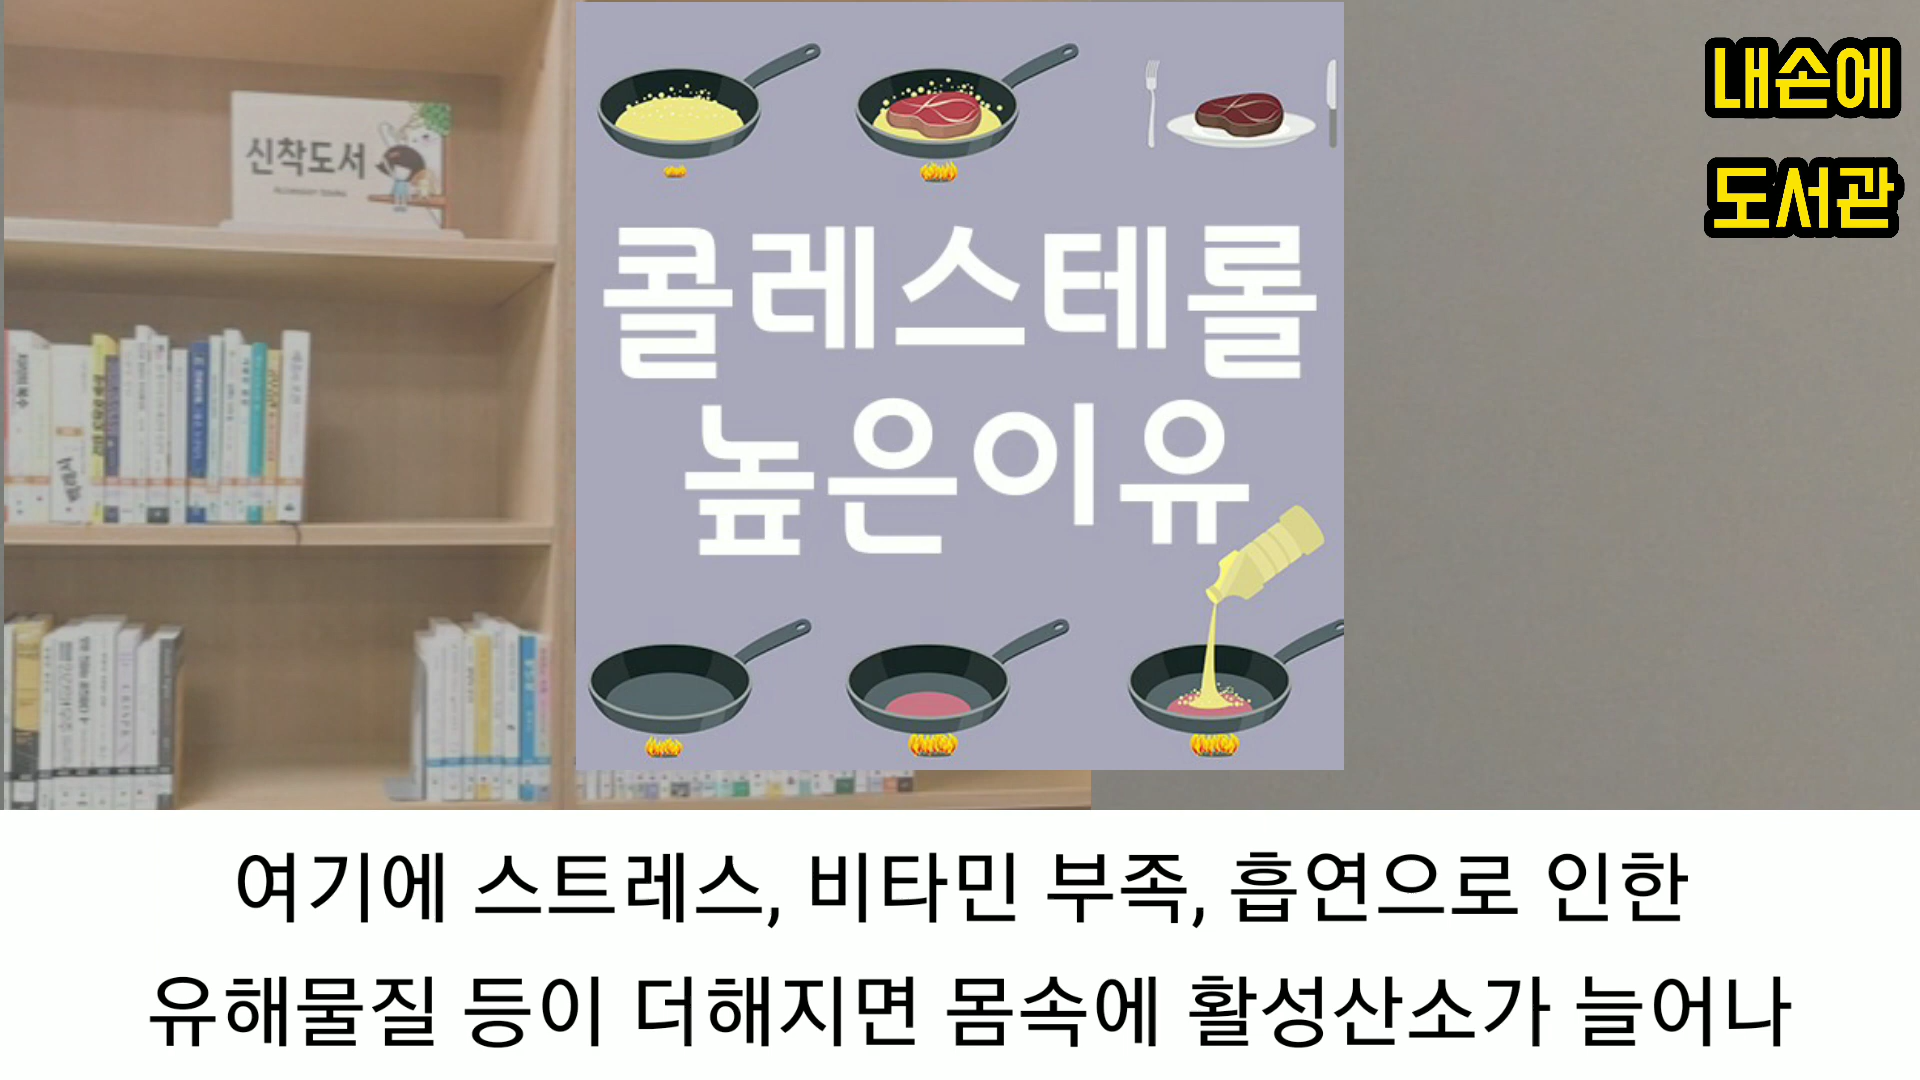 내손에
도서관
신착도서
콜레스테롤
높은이유
여기에 스트레스, 비타민 부족, 흡연으로 인한
유해물질 등이 더해지면 몸속에 활성산소가 늘어나